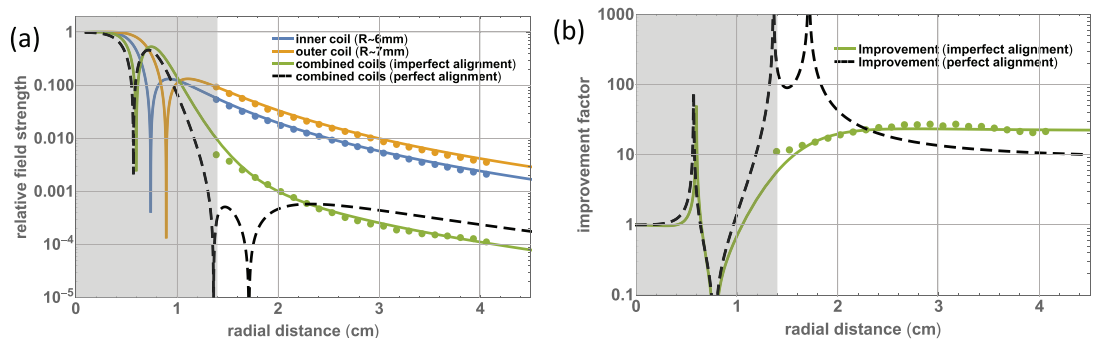 (a)
relative field strength
1
0.100
0.010
0.001
10⁻⁴
10⁻⁵
inner coil (R~6mm)
outer coil (R~7mm)
combined coils (imperfect alignment)
combined coils (perfect alignment)
0 1 2 3 4
radial distance (cm)
(b)
improvement factor
1000
100
10
1
0.1
Improvement (imperfect alignment)
Improvement (perfect alignment)
0 1 2 3 4
radial distance (cm)